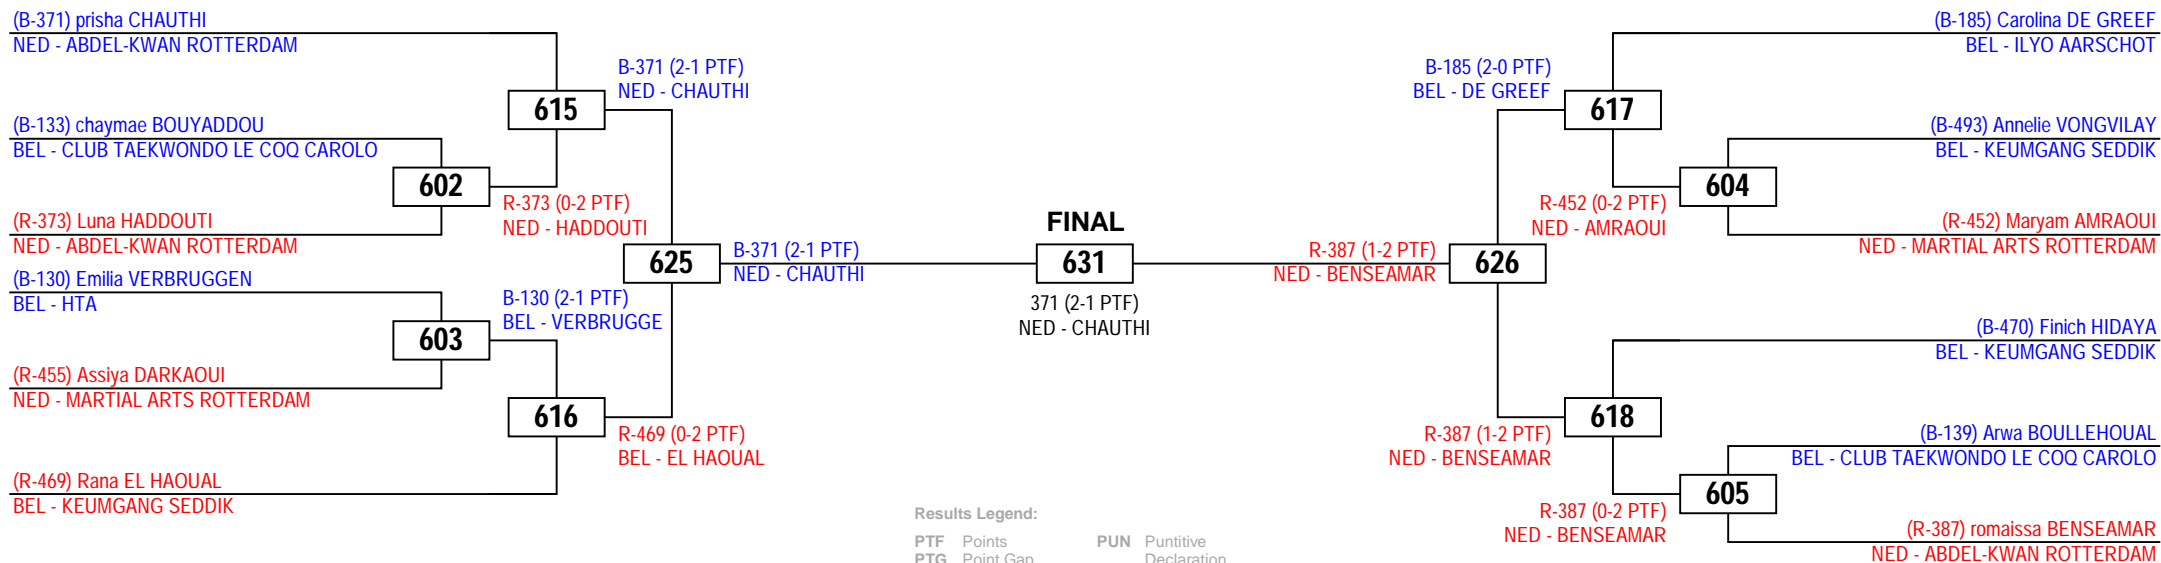 (B-371) prisha CHAUTHI
NED - ABDEL-KWAN ROTTERDAM
(B-133) chaymae BOUYADDOU
BEL - CLUB TAEKWONDO LE COQ CAROLO
(R-373) Luna HADDOUTI
NED - ABDEL-KWAN ROTTERDAM
(B-130) Emilia VERBRUGGEN
BEL - HTA
(R-455) Assiya DARKAOUI
NED - MARTIAL ARTS ROTTERDAM
(R-469) Rana EL HAOUAL
BEL - KEUMGANG SEDDIK
602
R-373 (0-2 PTF)
NED - HADDOUTI
603
B-130 (2-1 PTF)
BEL - VERBRUGGE
615
B-371 (2-1 PTF)
NED - CHAUTHI
616
R-469 (0-2 PTF)
BEL - EL HAOUAL
625
B-371 (2-1 PTF)
NED - CHAUTHI
FINAL
631
371 (2-1 PTF)
NED - CHAUTHI
R-387 (1-2 PTF)
NED - BENSEAMAR
626
B-185 (2-0 PTF)
BEL - DE GREEF
617
R-387 (1-2 PTF)
NED - BENSEAMAR
618
R-452 (0-2 PTF)
NED - AMRAOUI
604
R-387 (0-2 PTF)
NED - BENSEAMAR
605
(B-185) Carolina DE GREEF
BEL - ILYO AARSCHOT
(B-493) Annelie VONGVILAY
BEL - KEUMGANG SEDDIK
(R-452) Maryam AMRAOUI
NED - MARTIAL ARTS ROTTERDAM
(B-470) Finich HIDAYA
BEL - KEUMGANG SEDDIK
(B-139) Arwa BOULLEHOUAL
BEL - CLUB TAEKWONDO LE COQ CAROLO
(R-387) romaissa BENSEAMAR
NED - ABDEL-KWAN ROTTERDAM
Results Legend:
PTF Points PUN Puntitive
PTG Point Gap Declaration